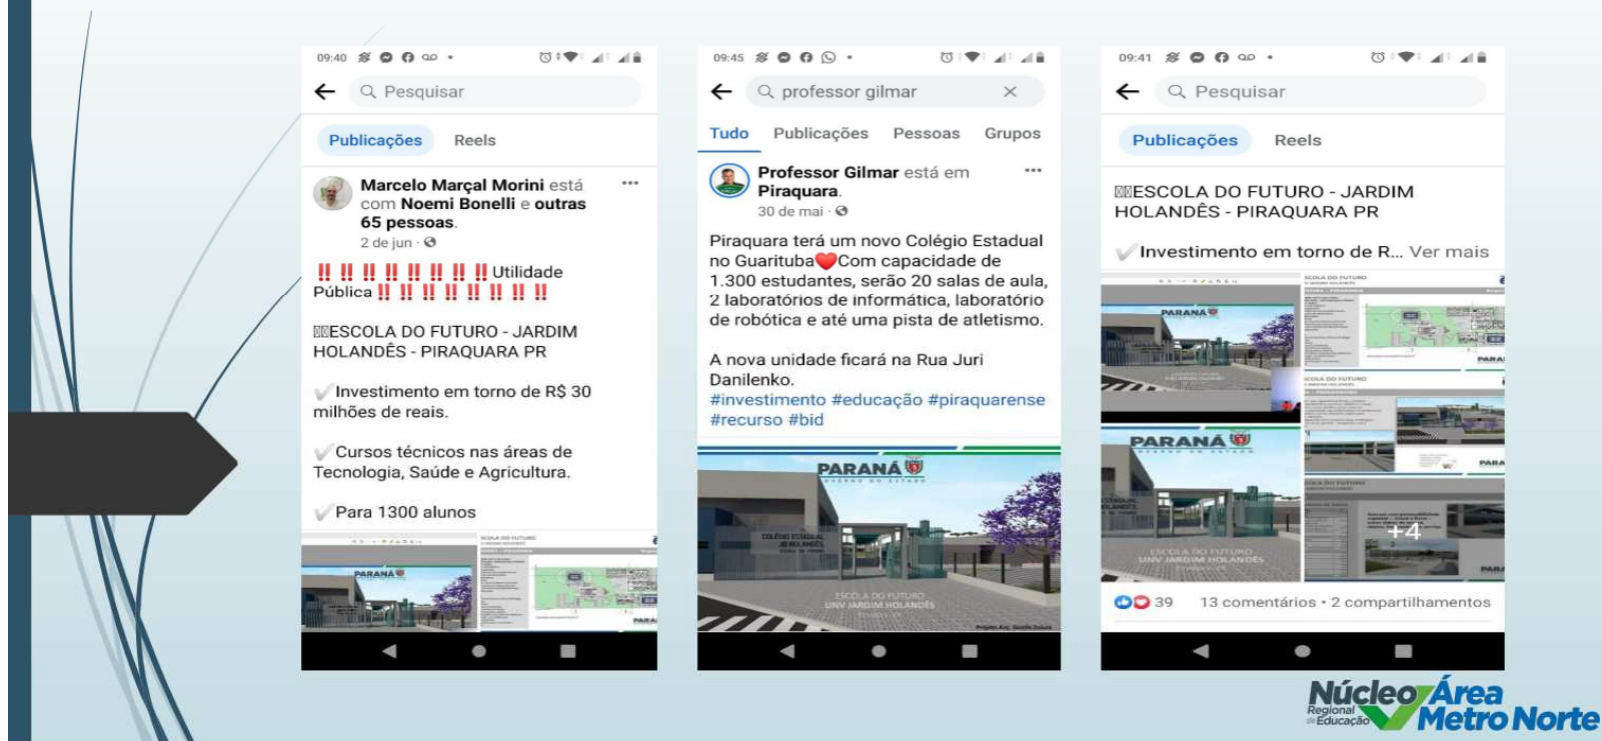 09:40
Pesquisar
Publicações Reels
Marcelo Marçal Morini está
com Noemi Bonelli e outras
65 pessoas.
2 de jun ·
‼️‼️‼️‼️‼️‼️‼️‼️Utilidade
Pública‼️‼️‼️‼️‼️‼️‼️‼️
ESCOLA DO FUTURO - JARDIM
HOLANDÊS - PIRAQUARA PR
✔️Investimento em torno de R$ 30
milhões de reais.
✔️Cursos técnicos nas áreas de
Tecnologia, Saúde e Agricultura.
✔️Para 1300 alunos
PARANÁ
09:45
professor gilmar
Tudo Publicações Pessoas Grupos
Professor Gilmar está em
Piraquara.
30 de mai ·
Piraquara terá um novo Colégio Estadual
no Guarituba❤️Com capacidade de
1.300 estudantes, serão 20 salas de aula,
2 laboratórios de informática, laboratório
de robótica e até uma pista de atletismo.
A nova unidade ficará na Rua Juri
Danilenko.
#investimento #educação #piraquarense
#recurso #bid
PARANÁ
GOVERNO DO ESTADO
COLÉGIO ESTADUAL
JD HOLANDÊS
ESCOLA DO FUTURO
UNV JARDIM HOLANDÊS
09:41
Pesquisar
Publicações Reels
ESCOLA DO FUTURO - JARDIM
HOLANDÊS - PIRAQUARA PR
✔️Investimento em torno de R... Ver mais
PARANÁ
ESCOLA DO FUTURO
PARANÁ
ESCOLA DO FUTURO
UNV JARDIM HOLANDÊS
+4
39 13 comentários • 2 compartilhamentos
Núcleo Área
Regional
de Educação
Metro Norte